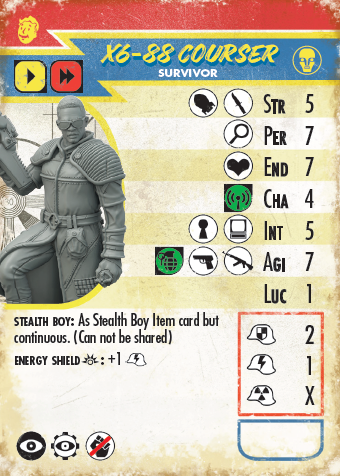 X6-88 COURSER
SURVIVOR
STR 5
PER 7
END 7
CHA 4
INT 5
AGI 7
LUC 1
STEALTH BOY: As Stealth Boy Item card but
continuous. (Can not be shared)
ENERGY SHIELD : +1
2
1
X